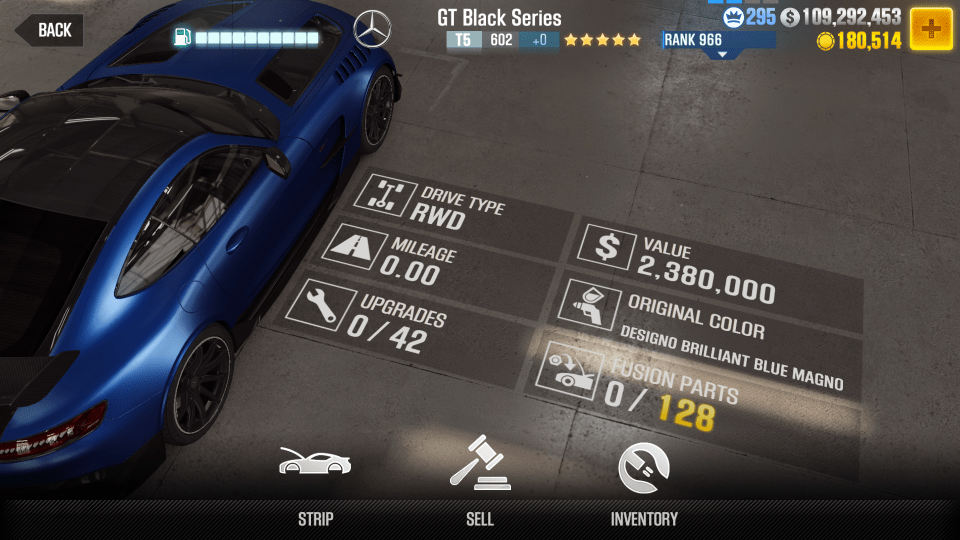 BACK
GT Black Series
T5 602 +0
RANK 966
295 109,292,453
180,514
DRIVE TYPE
RWD
MILEAGE
0.00
UPGRADES
0 / 42
VALUE
2,380,000
ORIGINAL COLOR
DESIGNO BRILLIANT BLUE MAGNO
FUSION PARTS
0 / 128
STRIP
SELL
INVENTORY